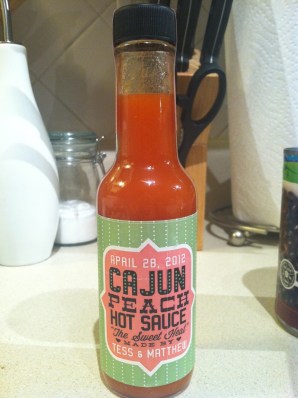 APRIL 28, 2012
CAJUN
PEACH
HOT SAUCE
"The Sweet Heat"
MADE BY
TESS & MATTHEW